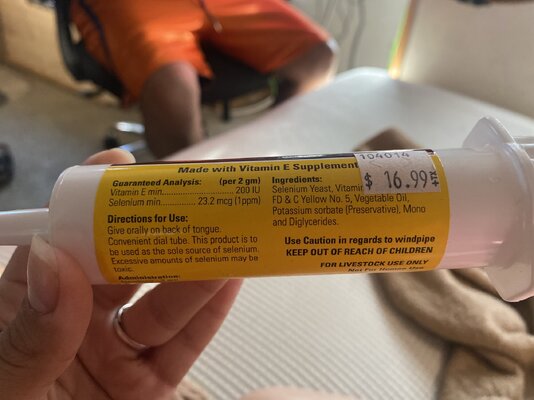 Made with Vitamin E Supplement
104014
$ 16.99
Guaranteed Analysis: (per 2 gm)
Vitamin E min. 200 IU
Selenium min. 23.2 mcg (1ppm)
Directions for Use:
Give orally on back of tongue.
Convenient dial tube. This product is to
be used as the sole source of selenium.
Excessive amounts of selenium may be
toxic.
Administration:
Ingredients:
Selenium Yeast,
FD & C Yellow No. 5, Vegetable Oil,
Potassium sorbate (Preservative), Mono
and Diglycerides.
Use Caution in regards to windpipe
KEEP OUT OF REACH OF CHILDREN
FOR LIVESTOCK USE ONLY
Not For Human Use